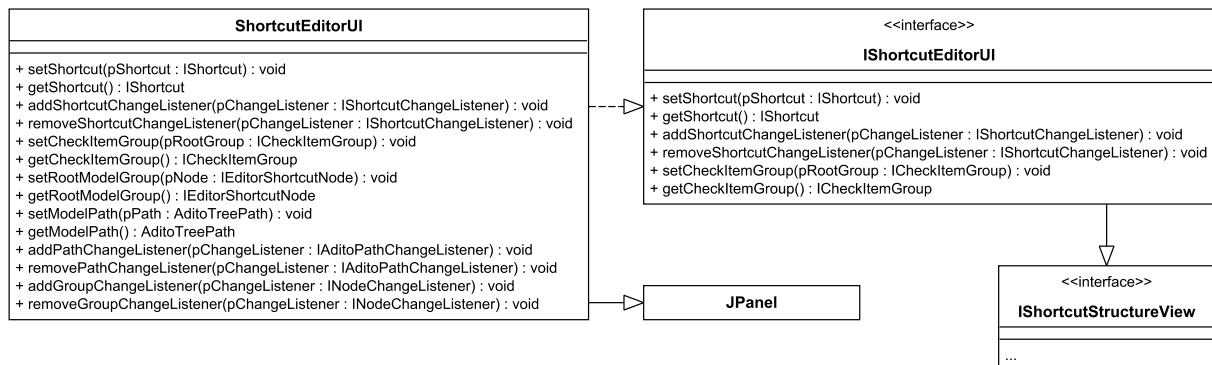 ShortcutEditorUI
+ setShortcut(pShortcut : IShortcut) : void
+ getShortcut() : IShortcut
+ addShortcutChangeListener(pChangeListener : IShortcutChangeListener) : void
+ removeShortcutChangeListener(pChangeListener : IShortcutChangeListener) : void
+ setCheckItemGroup(pRootGroup : ICheckItemGroup) : void
+ getCheckItemGroup() : ICheckItemGroup
+ setRootModelGroup(pNode : IEditorShortcutNode) : void
+ getRootModelGroup() : IEditorShortcutNode
+ setModelPath(pPath : AditoTreePath) : void
+ getModelPath() : AditoTreePath
+ addPathChangeListener(pChangeListener : IAditoPathChangeListener) : void
+ removePathChangeListener(pChangeListener : IAditoPathChangeListener) : void
+ addGroupChangeListener(pChangeListener : INodeChangeListener) : void
+ removeGroupChangeListener(pChangeListener : INodeChangeListener) : void
<<interface>>
IShortcutEditorUI
+ setShortcut(pShortcut : IShortcut) : void
+ getShortcut() : IShortcut
+ addShortcutChangeListener(pChangeListener : IShortcutChangeListener) : void
+ removeShortcutChangeListener(pChangeListener : IShortcutChangeListener) : void
+ setCheckItemGroup(pRootGroup : ICheckItemGroup) : void
+ getCheckItemGroup() : ICheckItemGroup
JPanel
<<interface>>
IShortcutStructureView
...